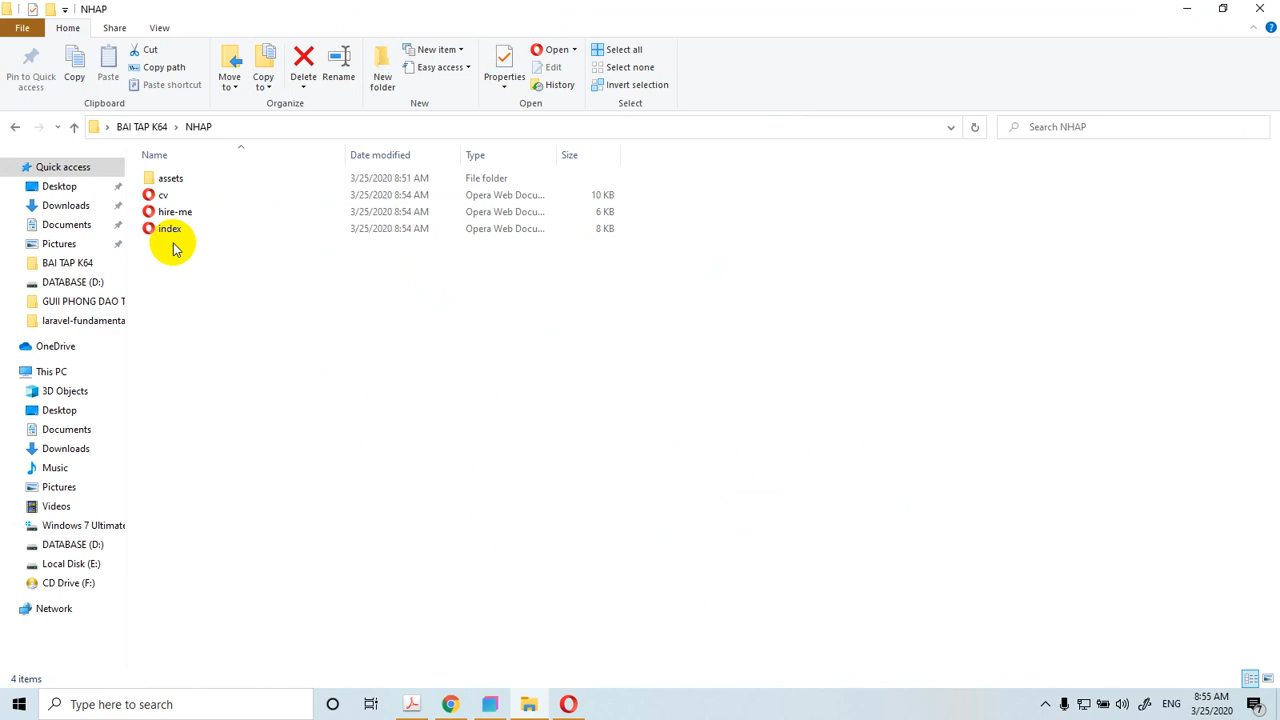 NHAP
File Home Share View
Pin to Quick access
Copy
Paste
Cut
Copy path
Paste shortcut
Clipboard
Move to
Copy to
Delete
Rename
Organize
New folder
New item
Easy access
New
Properties
Open
Edit
History
Open
Select all
Select none
Invert selection
Select
BAI TAP K64 NHAP
Search NHAP
Name Date modified Type Size
assets 3/25/2020 8:51 AM File folder
cv 3/25/2020 8:54 AM Opera Web Docu... 10 KB
hire-me 3/25/2020 8:54 AM Opera Web Docu... 6 KB
index 3/25/2020 8:54 AM Opera Web Docu... 8 KB
Quick access
Desktop
Downloads
Documents
Pictures
BAI TAP K64
DATABASE (D:)
GUII PHONG DAO T
laravel-fundamenta
OneDrive
This PC
3D Objects
Desktop
Documents
Downloads
Music
Pictures
Videos
Windows 7 Ultimate
DATABASE (D:)
Local Disk (E:)
CD Drive (F:)
Network
4 items
Type here to search
ENG
8:55 AM
3/25/2020
7